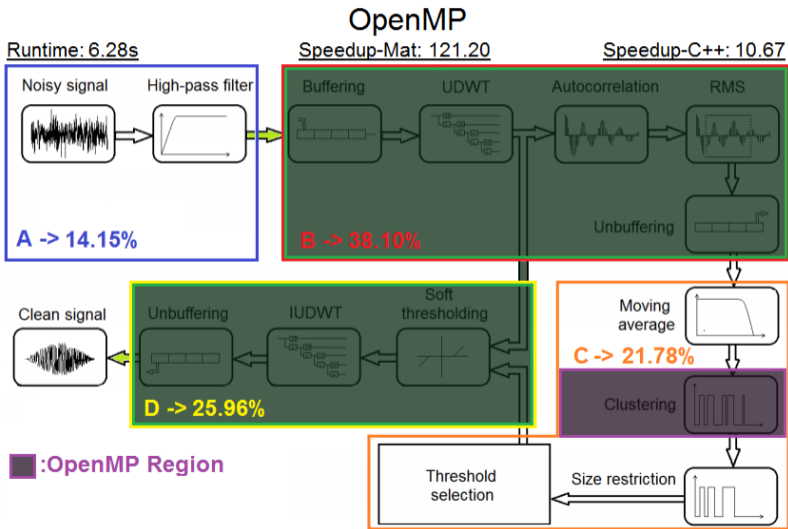 OpenMP
Runtime: 6.28s
Speedup-Mat: 121.20
Speedup-C++: 10.67
Noisy signal
High-pass filter
Buffering
UDWT
Autocorrelation
RMS
A -> 14.15%
B -> 38.10%
Unbuffering
Clean signal
Unbuffering
IUDWT
Soft
thresholding
Moving
average
C -> 21.78%
D -> 25.96%
Clustering
:OpenMP Region
Threshold
selection
Size restriction